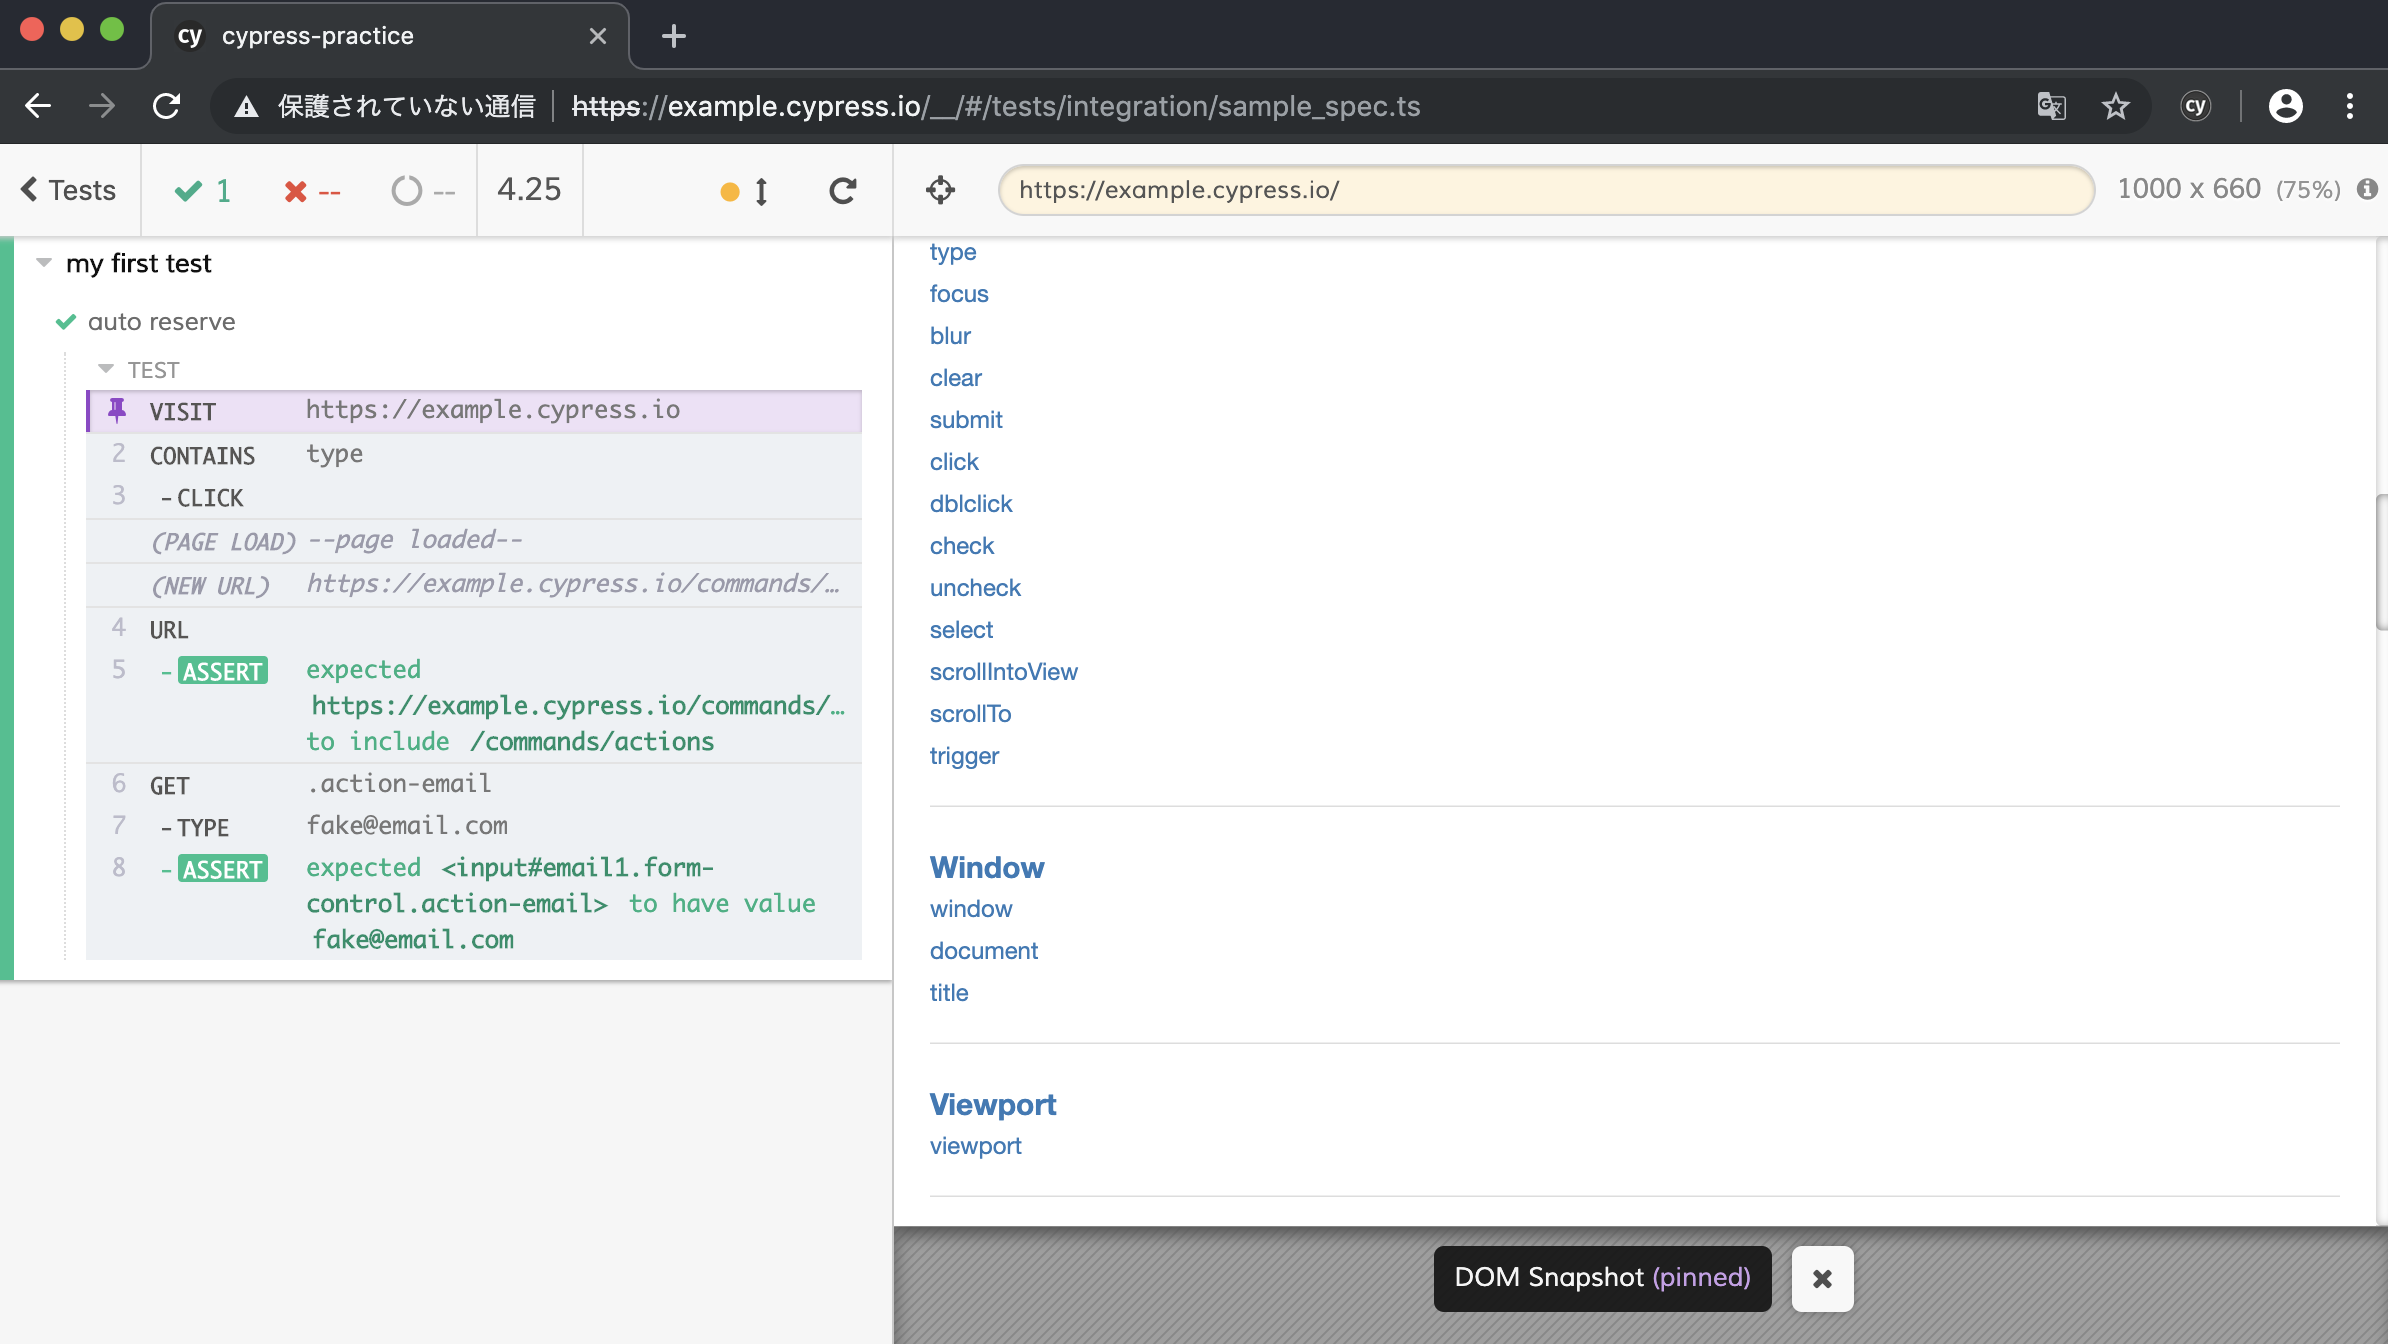 cy cypress-practice
保護されていない通信 https://example.cypress.io/__/#/tests/integration/sample_spec.ts cy
Tests 1 -- -- 4.25
https://example.cypress.io/ 1000 x 660 (75%)
my first test
auto reserve
TEST
VISIT https://example.cypress.io
2 CONTAINS type
3 -CLICK
(PAGE LOAD) --page loaded--
(NEW URL) https://example.cypress.io/commands/…
4 URL
5 -ASSERT expected
https://example.cypress.io/commands/…
to include /commands/actions
6 GET .action-email
7 -TYPE fake@email.com
8 -ASSERT expected <input#email1.form-
control.action-email> to have value
fake@email.com
type
focus
blur
clear
submit
click
dblclick
check
uncheck
select
scrollIntoView
scrollTo
trigger
Window
window
document
title
Viewport
viewport
DOM Snapshot (pinned)